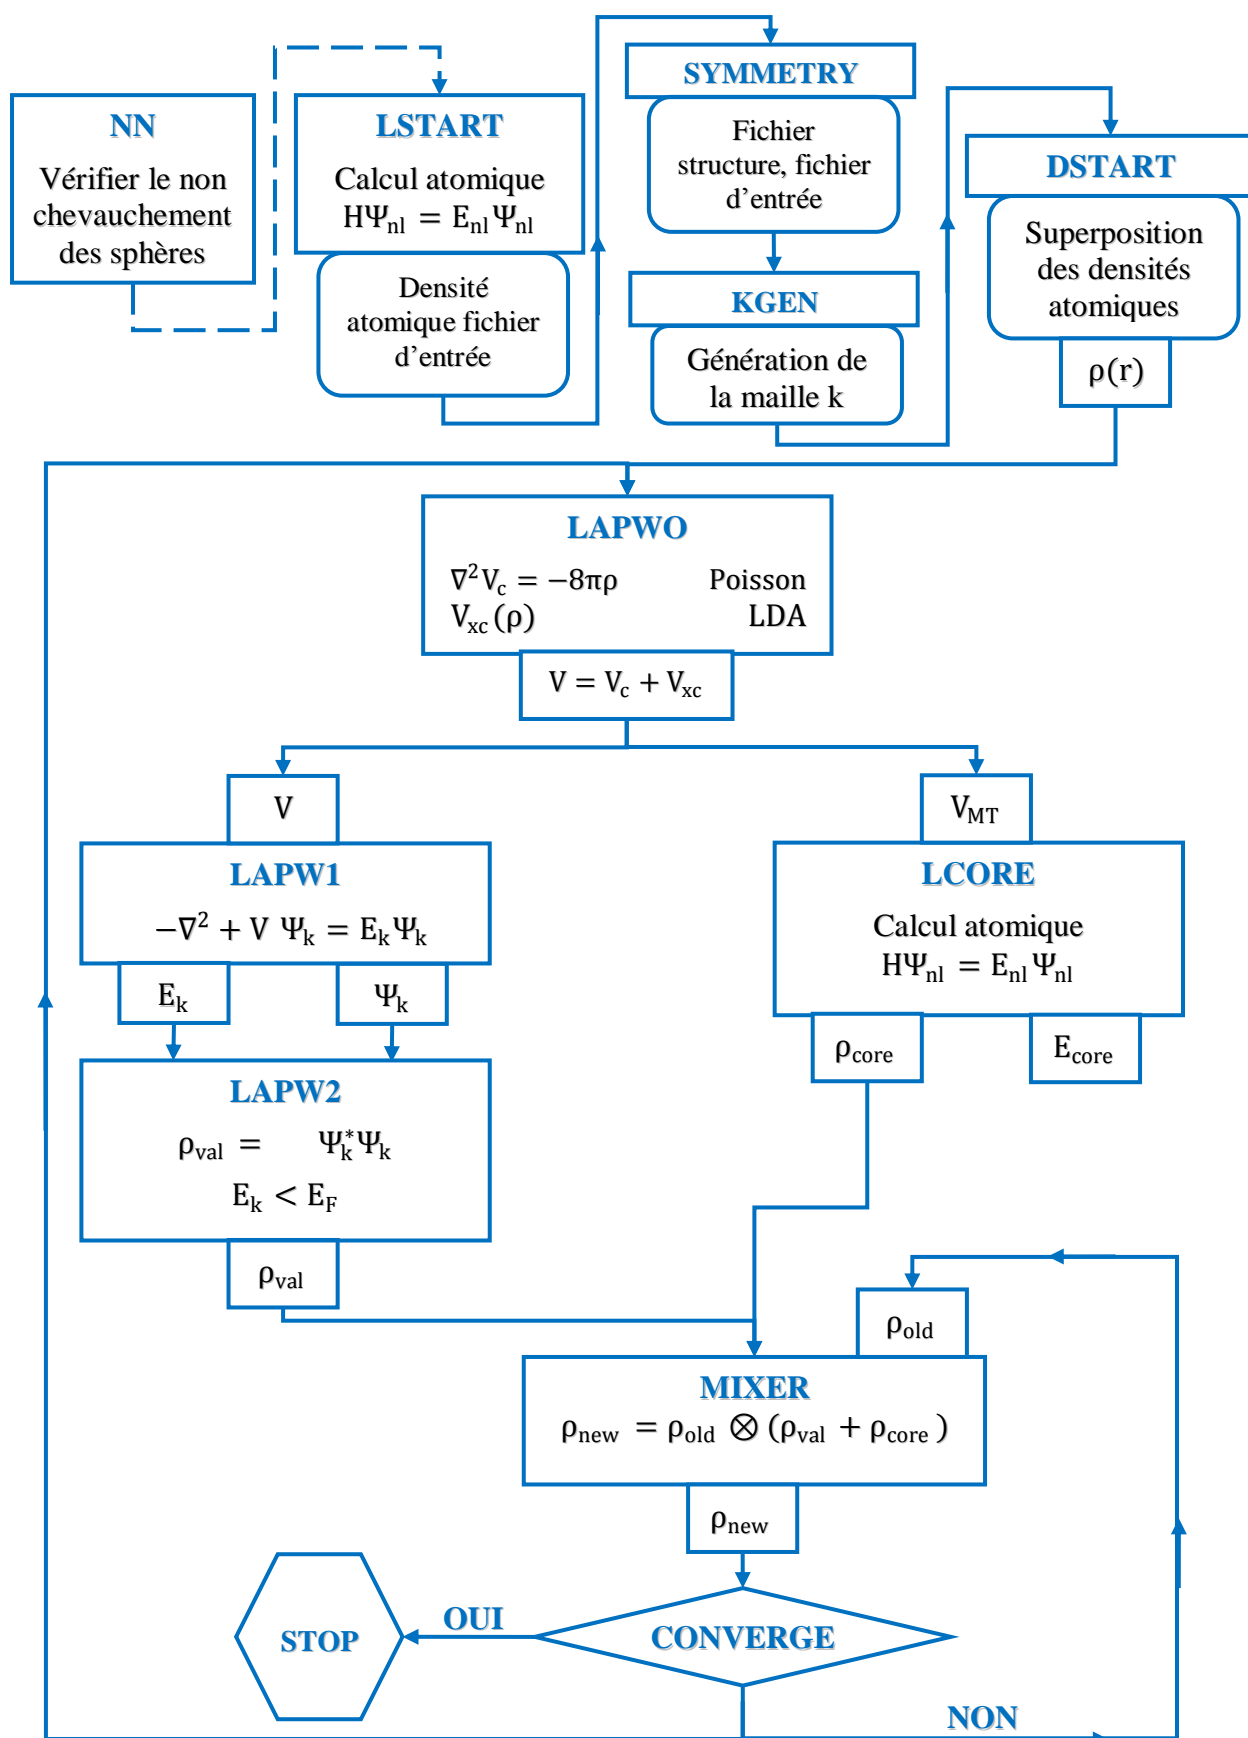 NN
Vérifier le non
chevauchement
des sphères
LSTART
Calcul atomique
HΨnl = EnlΨnl
Densité
atomique fichier
d’entrée
SYMMETRY
Fichier
structure, fichier
d’entrée
KGEN
Génération de
la maille k
DSTART
Superposition
des densités
atomiques
ρ(r)
LAPWO
∇²Vc = −8πρ Poisson
Vxc(ρ) LDA
V = Vc + Vxc
V
LAPW1
−∇² + V Ψk = EkΨk
Ek Ψk
VMT
LCORE
Calcul atomique
HΨnl = EnlΨnl
ρcore Ecore
LAPW2
ρval = Ψk*Ψk
Ek < EF
ρval
ρold
MIXER
ρnew = ρold ⊗ (ρval + ρcore )
ρnew
CONVERGE
OUI
STOP
NON